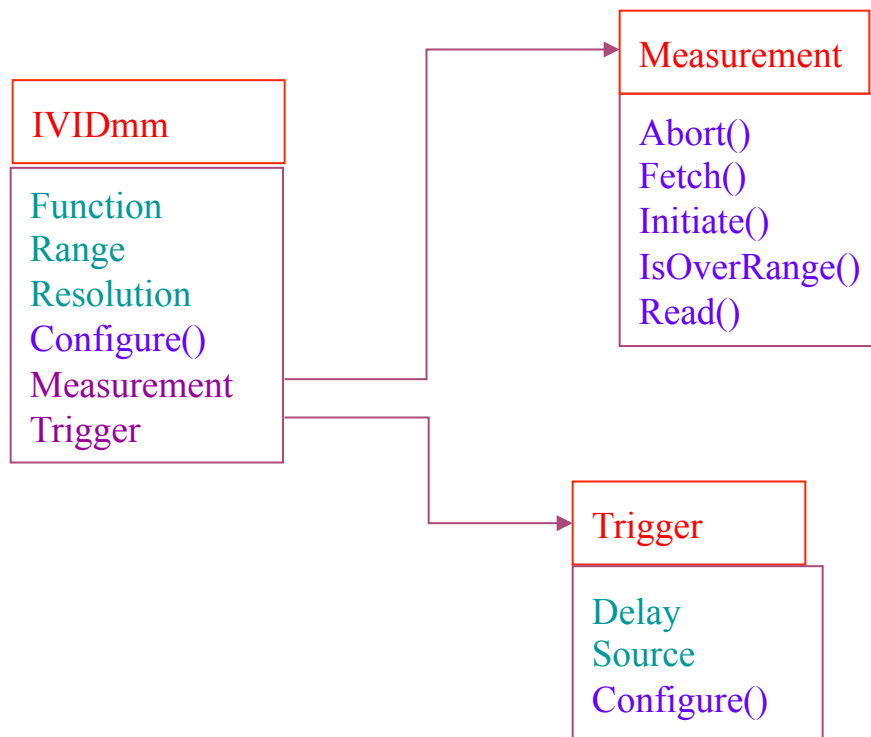 IVIDmm
Function
Range
Resolution
Configure()
Measurement
Trigger
Measurement
Abort()
Fetch()
Initiate()
IsOverRange()
Read()
Trigger
Delay
Source
Configure()